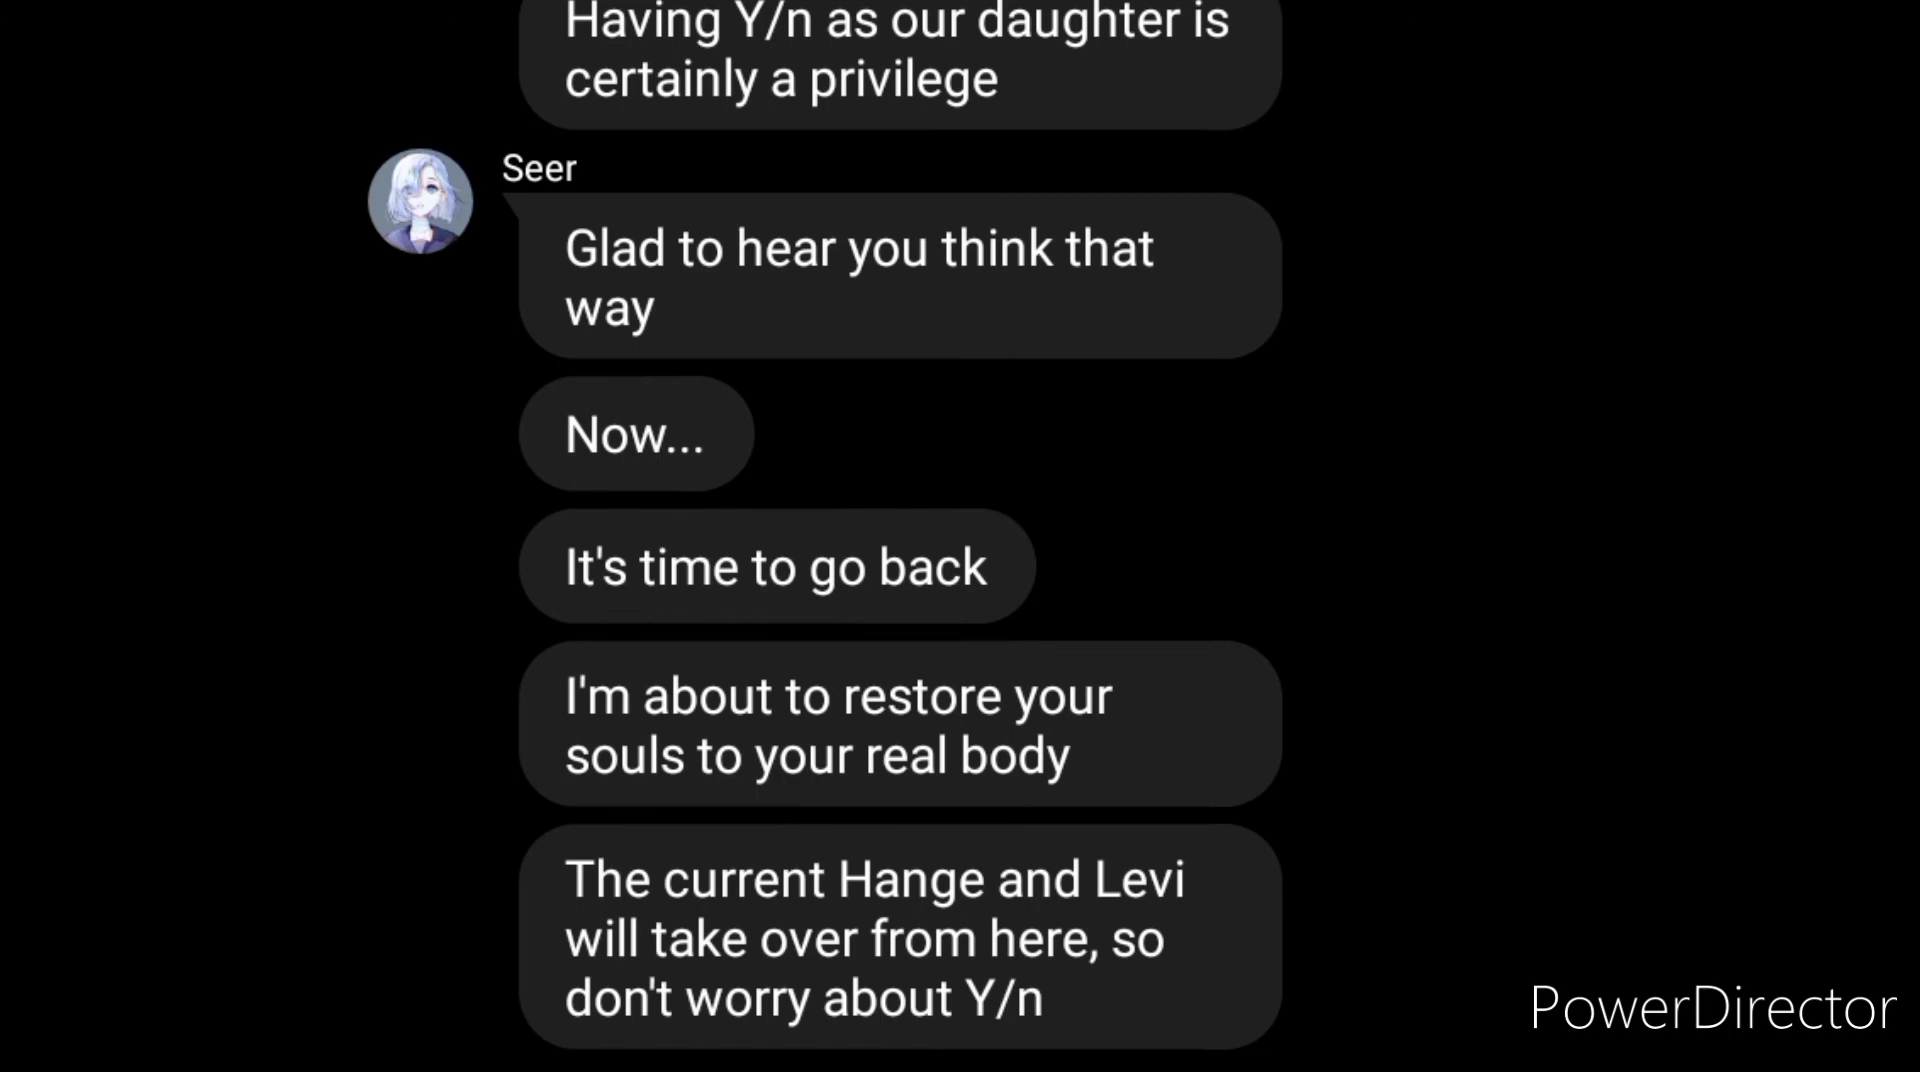 Having Y/n as our daughter is
certainly a privilege
Seer
Glad to hear you think that
way
Now...
It's time to go back
I'm about to restore your
souls to your real body
The current Hange and Levi
will take over from here, so
don't worry about Y/n
PowerDirector